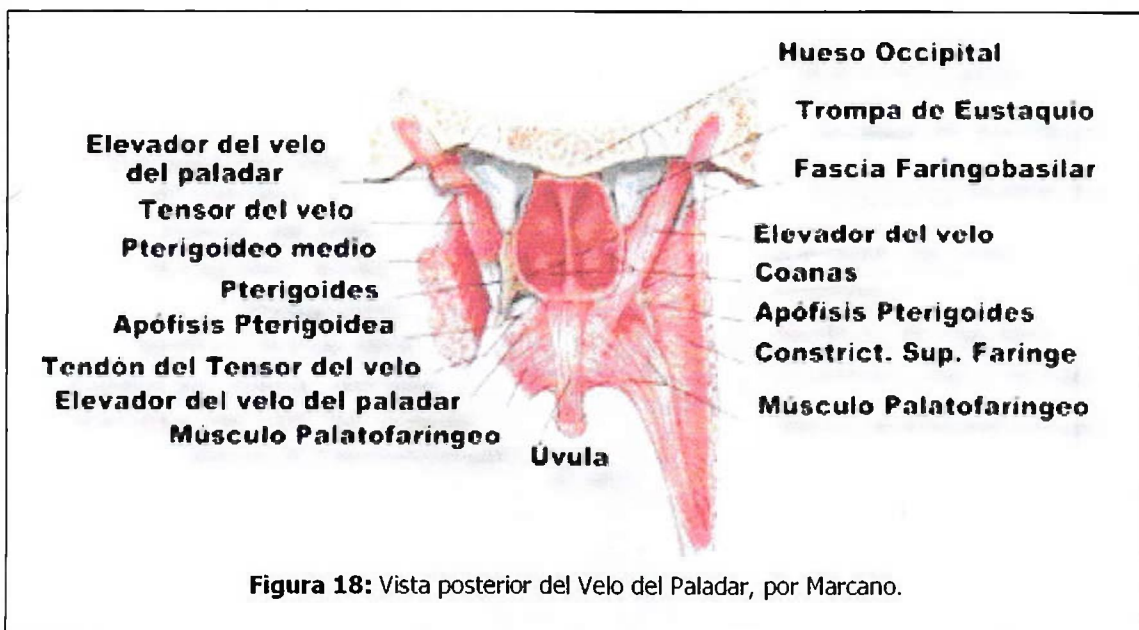 Hueso Occipital
Trompa de Eustaquio
Fascia Faringobasilar
Elevador del velo
Coanas
Apófisis Pterigoides
Constrict. Sup. Faringe
Músculo Palatofaríngeo
Elevador del velo
del paladar
Tensor del velo
Pterigoideo medio
Pterigoides
Apófisis Pterigoidea
Tendón del Tensor del velo
Elevador del velo del paladar
Músculo Palatofaríngeo
Úvula
Figura 18: Vista posterior del Velo del Paladar, por Marcano.